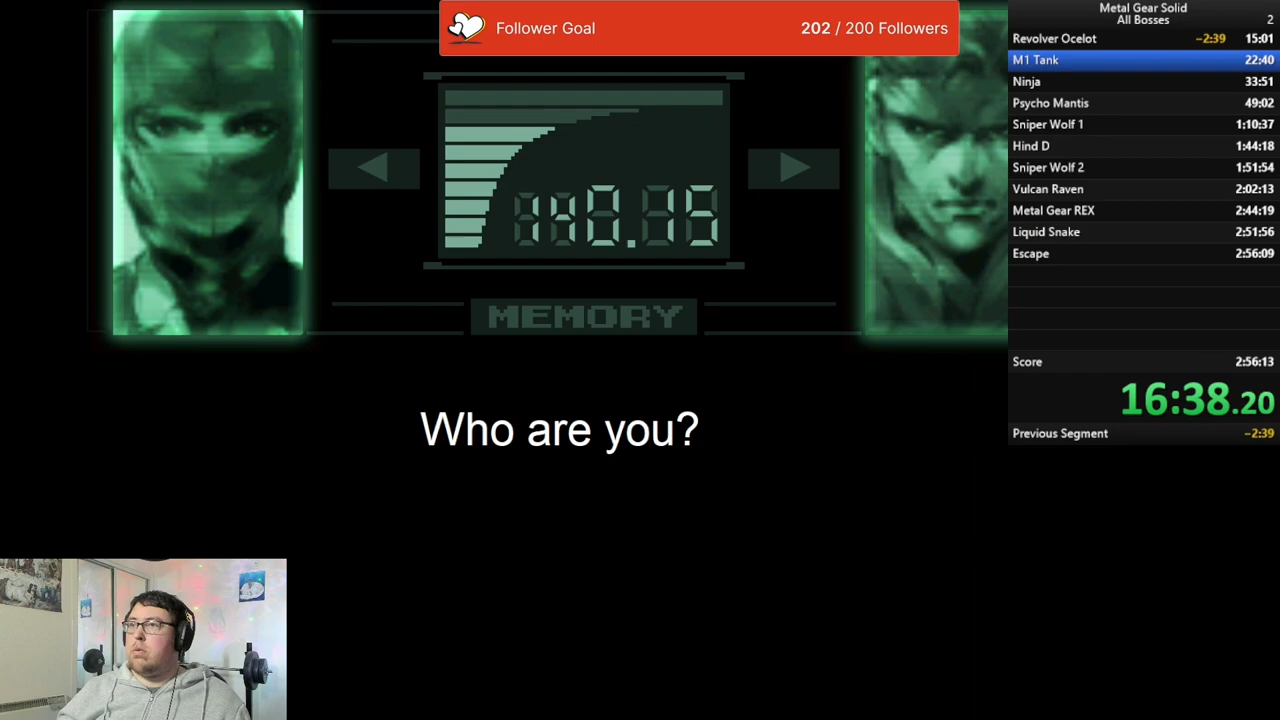 Follower Goal 202 / 200 Followers
Metal Gear Solid
All Bosses 2
Revolver Ocelot −2:39 15:01
M1 Tank 22:40
Ninja 33:51
Psycho Mantis 49:02
Sniper Wolf 1 1:10:37
Hind D 1:44:18
Sniper Wolf 2 1:51:54
Vulcan Raven 2:02:13
Metal Gear REX 2:44:19
Liquid Snake 2:51:56
Escape 2:56:09
140.15
MEMORY
Score 2:56:13
16:38.20
Previous Segment −2:39
Who are you?